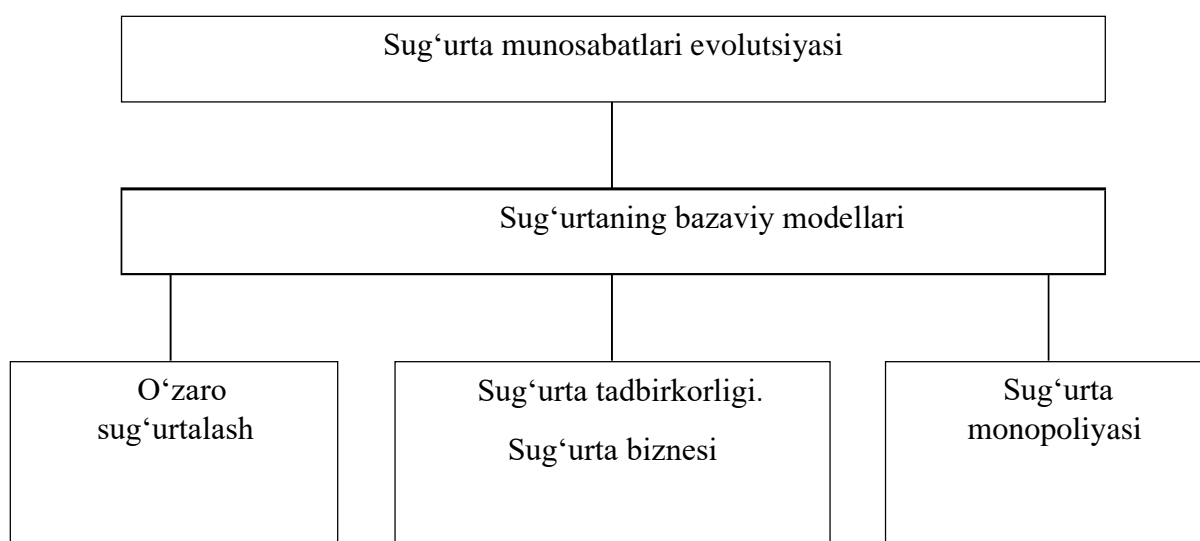 Sug‘urta munosabatlari evolutsiyasi
Sug‘urtaning bazaviy modellari
O‘zaro
sug‘urtalash
Sug‘urta tadbirkorligi.
Sug‘urta biznesi
Sug‘urta
monopoliyasi